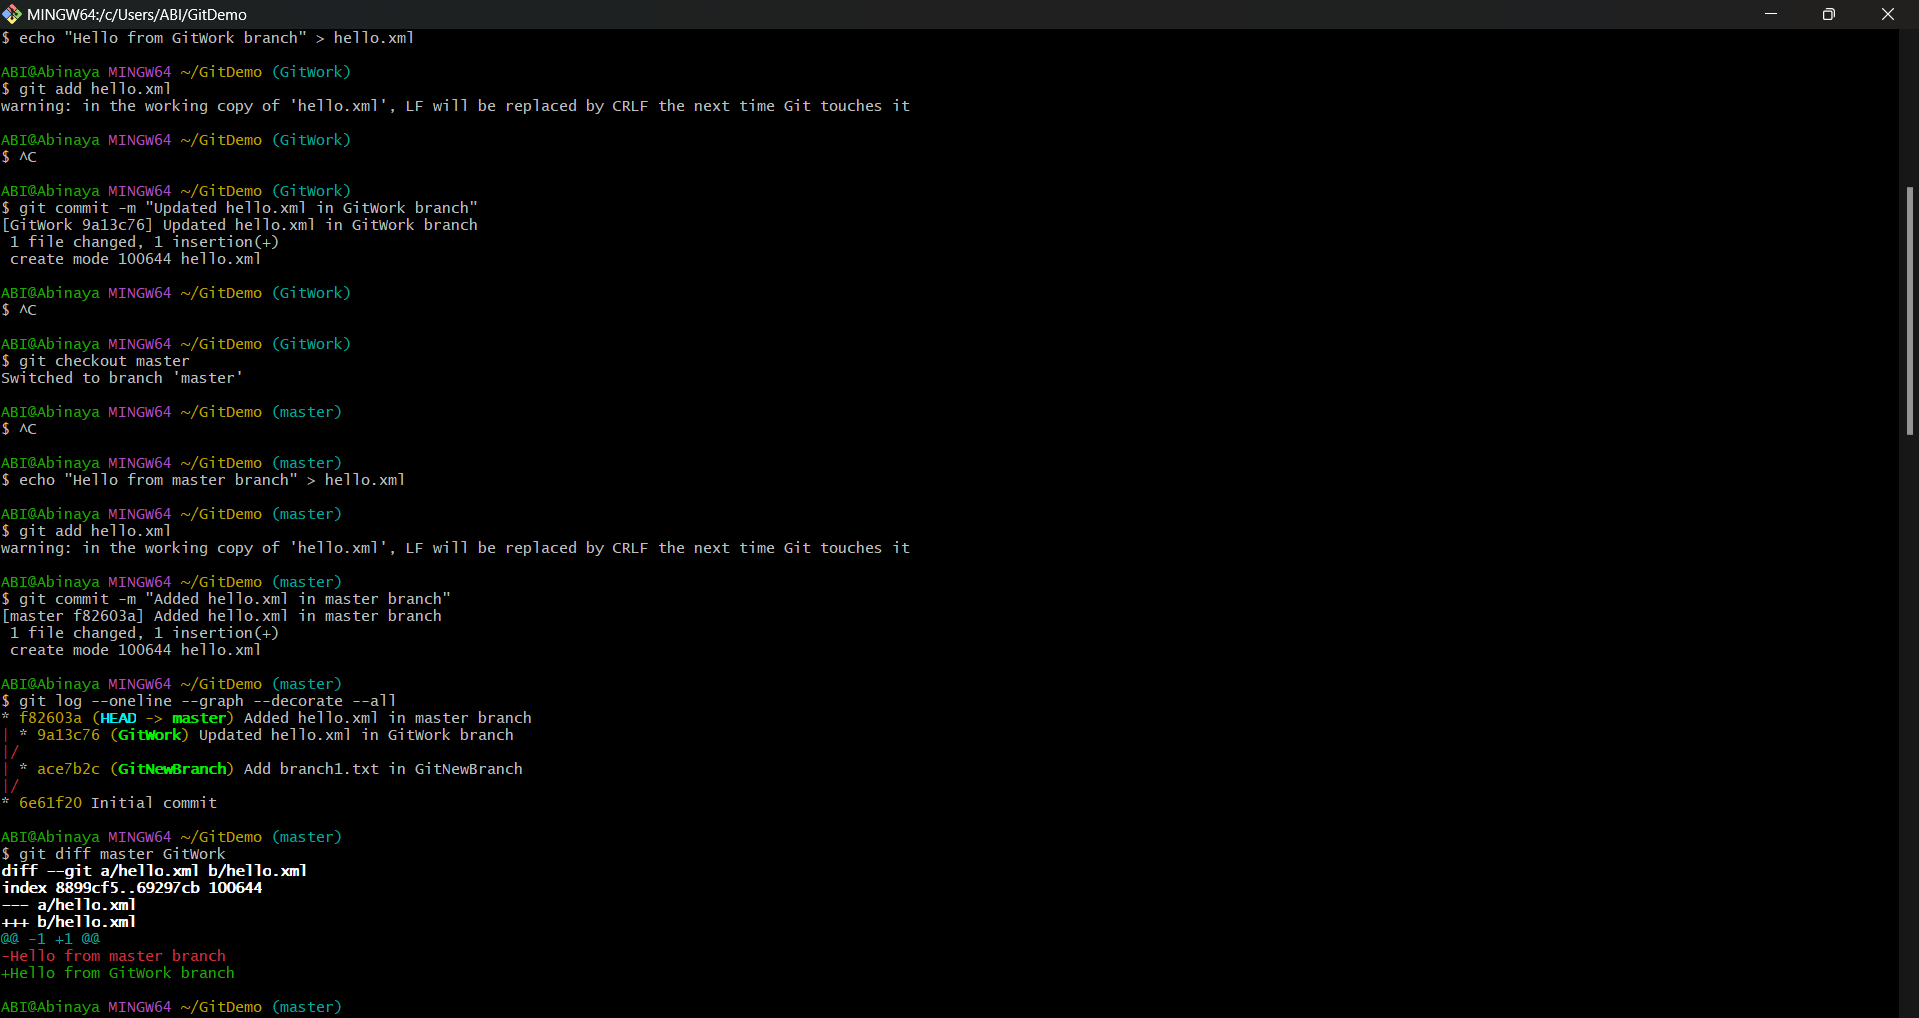 MINGW64:/c/Users/ABI/GitDemo
$ echo "Hello from GitWork branch" > hello.xml
ABI@Abinaya MINGW64 ~/GitDemo (GitWork)
$ git add hello.xml
warning: in the working copy of 'hello.xml', LF will be replaced by CRLF the next time Git touches it
ABI@Abinaya MINGW64 ~/GitDemo (GitWork)
$ ^C
ABI@Abinaya MINGW64 ~/GitDemo (GitWork)
$ git commit -m "Updated hello.xml in GitWork branch"
[GitWork 9a13c76] Updated hello.xml in GitWork branch
 1 file changed, 1 insertion(+)
 create mode 100644 hello.xml
ABI@Abinaya MINGW64 ~/GitDemo (GitWork)
$ ^C
ABI@Abinaya MINGW64 ~/GitDemo (GitWork)
$ git checkout master
Switched to branch 'master'
ABI@Abinaya MINGW64 ~/GitDemo (master)
$ ^C
ABI@Abinaya MINGW64 ~/GitDemo (master)
$ echo "Hello from master branch" > hello.xml
ABI@Abinaya MINGW64 ~/GitDemo (master)
$ git add hello.xml
warning: in the working copy of 'hello.xml', LF will be replaced by CRLF the next time Git touches it
ABI@Abinaya MINGW64 ~/GitDemo (master)
$ git commit -m "Added hello.xml in master branch"
[master f82603a] Added hello.xml in master branch
 1 file changed, 1 insertion(+)
 create mode 100644 hello.xml
ABI@Abinaya MINGW64 ~/GitDemo (master)
$ git log --oneline --graph --decorate --all
* f82603a (HEAD -> master) Added hello.xml in master branch
| * 9a13c76 (GitWork) Updated hello.xml in GitWork branch
|/
| * ace7b2c (GitNewBranch) Add branch1.txt in GitNewBranch
|/
* 6e61f20 Initial commit
ABI@Abinaya MINGW64 ~/GitDemo (master)
$ git diff master GitWork
diff --git a/hello.xml b/hello.xml
index 8899cf5..69297cb 100644
--- a/hello.xml
+++ b/hello.xml
@@ -1 +1 @@
-Hello from master branch
+Hello from GitWork branch
ABI@Abinaya MINGW64 ~/GitDemo (master)